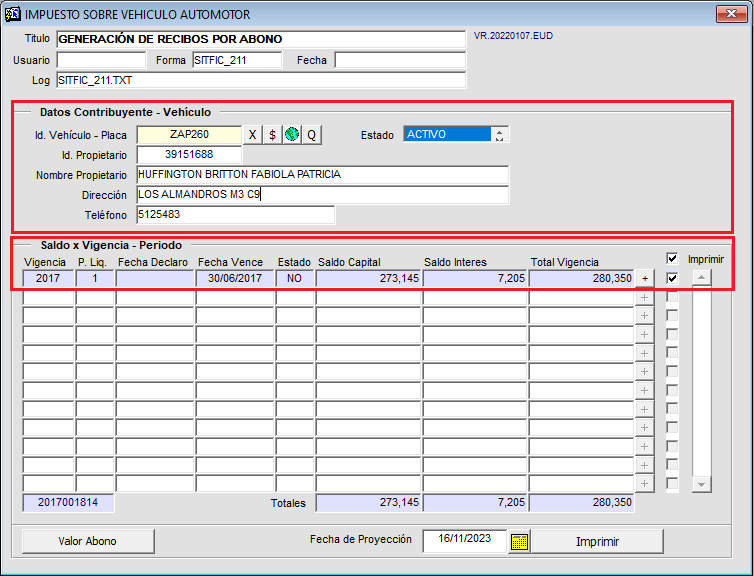 IMPUESTO SOBRE VEHICULO AUTOMOTOR
Titulo GENERACIÓN DE RECIBOS POR ABONO VR.20220107.EUD
Usuario Forma SITFIC_211 Fecha
Log SITFIC_211.TXT
Datos Contribuyente - Vehículo
Id. Vehículo - Placa ZAP260 X $ Q Estado ACTIVO
Id. Propietario 39151688
Nombre Propietario HUFFINGTON BRITTON FABIOLA PATRICIA
Dirección LOS ALMANDROS M3 C9
Teléfono 5125483
Saldo x Vigencia - Periodo
Vigencia P. Liq. Fecha Declaro Fecha Vence Estado Saldo Capital Saldo Interes Total Vigencia Imprimir
2017 1 30/06/2017 NO 273,145 7,205 280,350 +
+
+
+
+
+
+
+
+
+
+
+
2017001814 Totales 273,145 7,205 280,350
Valor Abono Fecha de Proyección 16/11/2023 Imprimir